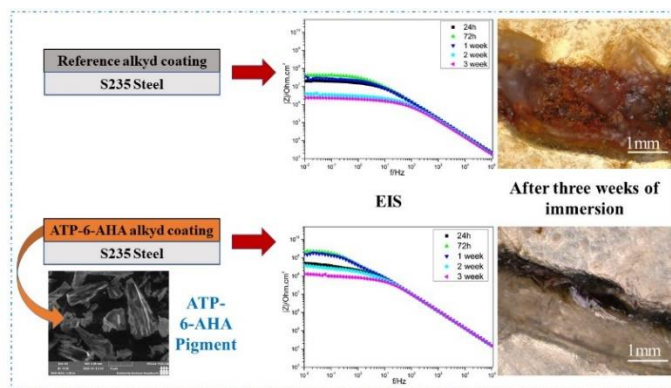 Reference alkyd coating
S235 Steel
24h
72h
1 week
2 week
3 week
|Z|/Ohm.cm²
f/Hz
1mm
EIS
After three weeks of
immersion
ATP-6-AHA alkyd coating
S235 Steel
ATP-
6-AHA
Pigment
24h
72h
1 week
2 week
3 week
|Z|/Ohm.cm²
f/Hz
1mm